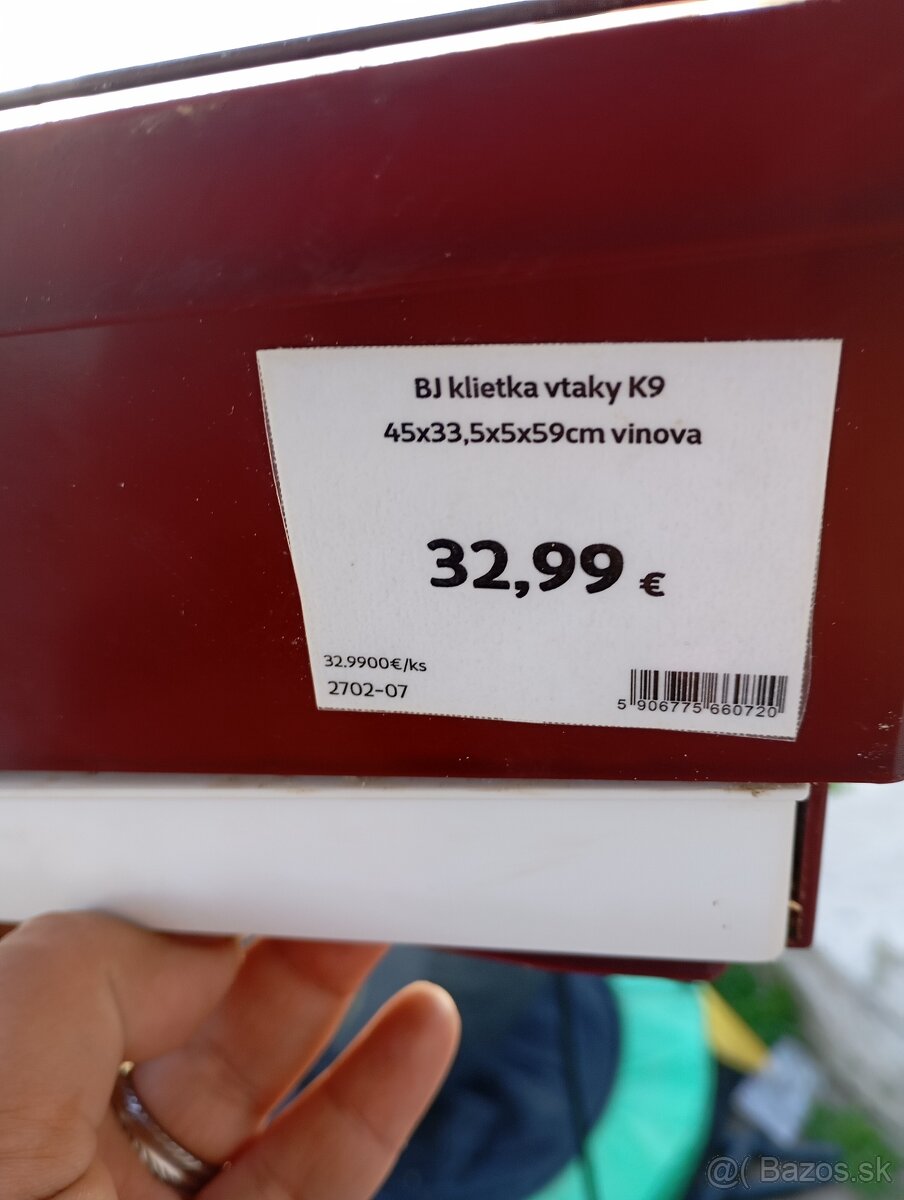 BJ klietka vtaky K9
45x33,5x5x59cm vinova
32,99 €
32.9900€/ks
2702-07
5 906775 660720
@( Bazos.sk